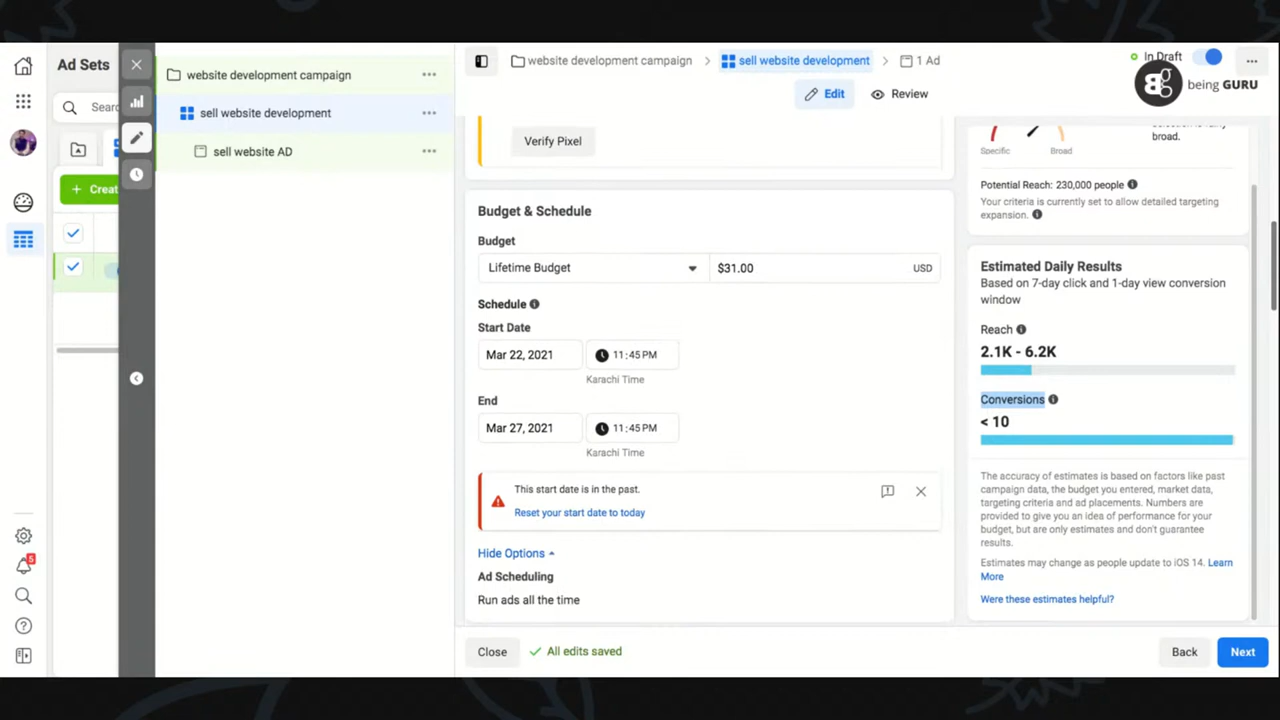 Ad Sets
Searc
Creat
website development campaign
sell website development
sell website AD
website development campaign
sell website development
1 Ad
In Draft
being GURU
Edit
Review
Verify Pixel
Budget & Schedule
Budget
Lifetime Budget
$31.00
USD
Schedule
Start Date
Mar 22, 2021
11:45PM
Karachi Time
End
Mar 27, 2021
11:45PM
Karachi Time
This start date is in the past.
Reset your start date to today
Hide Options
Ad Scheduling
Run ads all the time
selection is fairly
broad.
Specific
Broad
Potential Reach: 230,000 people
Your criteria is currently set to allow detailed targeting
expansion.
Estimated Daily Results
Based on 7-day click and 1-day view conversion
window
Reach
2.1K - 6.2K
Conversions
< 10
The accuracy of estimates is based on factors like past
campaign data, the budget you entered, market data,
targeting criteria and ad placements. Numbers are
provided to give you an idea of performance for your
budget, but are only estimates and don't guarantee
results.
Estimates may change as people update to iOS 14. Learn
More
Were these estimates helpful?
5
Close
All edits saved
Back
Next